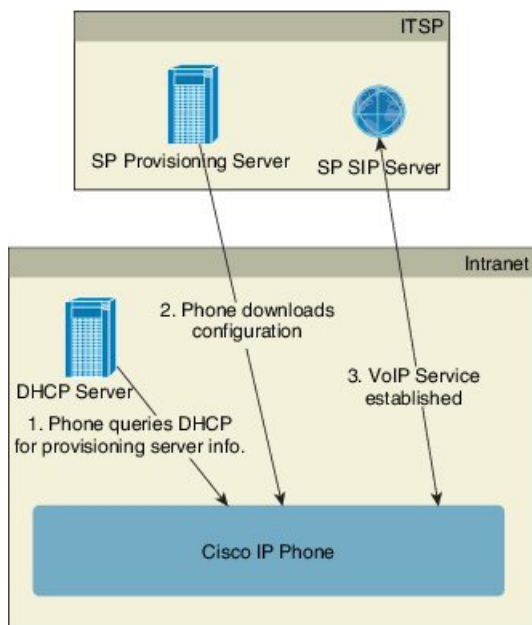 ITSP
SP Provisioning Server
SP SIP Server
Intranet
2. Phone downloads
configuration
DHCP Server
3. VoIP Service
established
1. Phone queries DHCP
for provisioning server info.
Cisco IP Phone